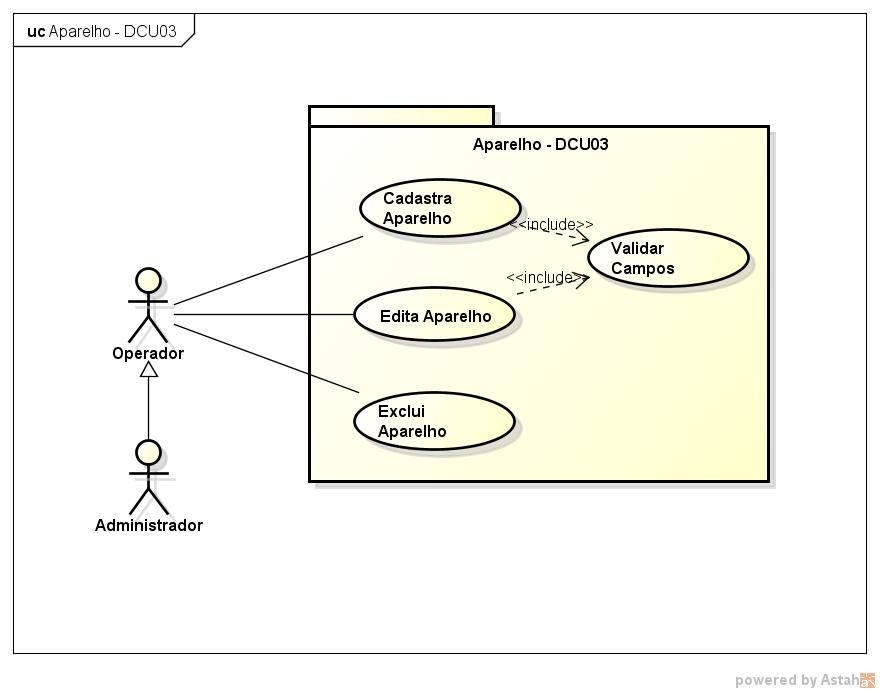 uc Aparelho - DCU03
Aparelho - DCU03
Cadastra
Aparelho
<<include>>
Validar
Campos
<<include>>
Edita Aparelho
Operador
Exclui
Aparelho
Administrador
powered by Astah